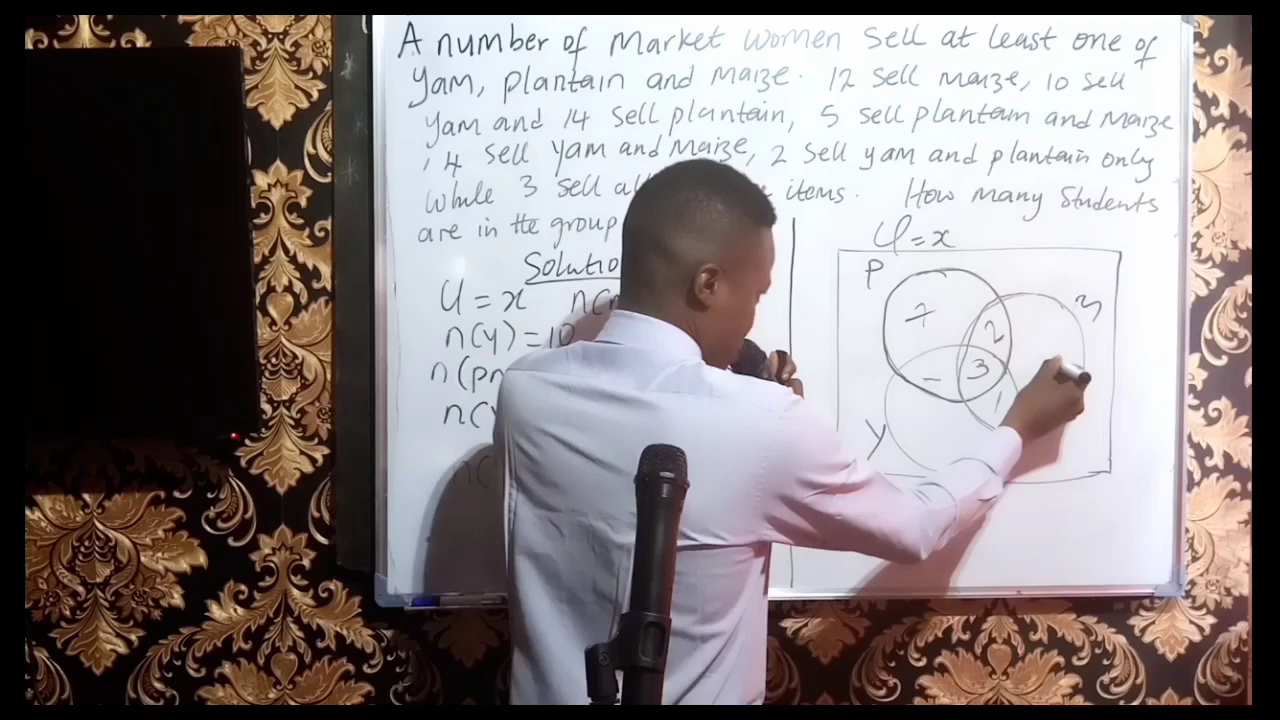 A number of Market women sell at least one of
Yam, plantain and Maize. 12 sell maize, 10 sell
Yam and 14 sell plantain, 5 sell plantain and Maize
, 4 sell Yam and Maize, 2 sell yam and plantain only
While 3 sell items. How many Students
are in the group
Solutio
U = x n(
n(y) = 10
n(pn
n(
n(
U = x
P
7
2
3
1
Y